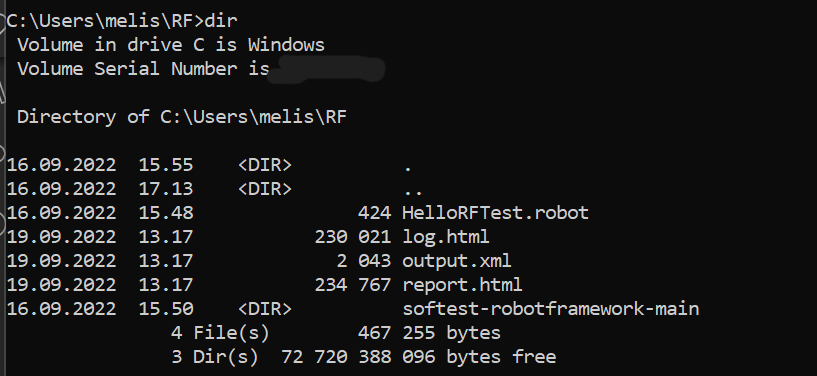 C:\Users\melis\RF>dir
Volume in drive C is Windows
Volume Serial Number is
Directory of C:\Users\melis\RF
16.09.2022  15.55    <DIR>          .
16.09.2022  17.13    <DIR>          ..
16.09.2022  15.48               424 HelloRFTest.robot
19.09.2022  13.17           230 021 log.html
19.09.2022  13.17             2 043 output.xml
19.09.2022  13.17           234 767 report.html
16.09.2022  15.50    <DIR>          softest-robotframework-main
4 File(s)        467 255 bytes
3 Dir(s)  72 720 388 096 bytes free